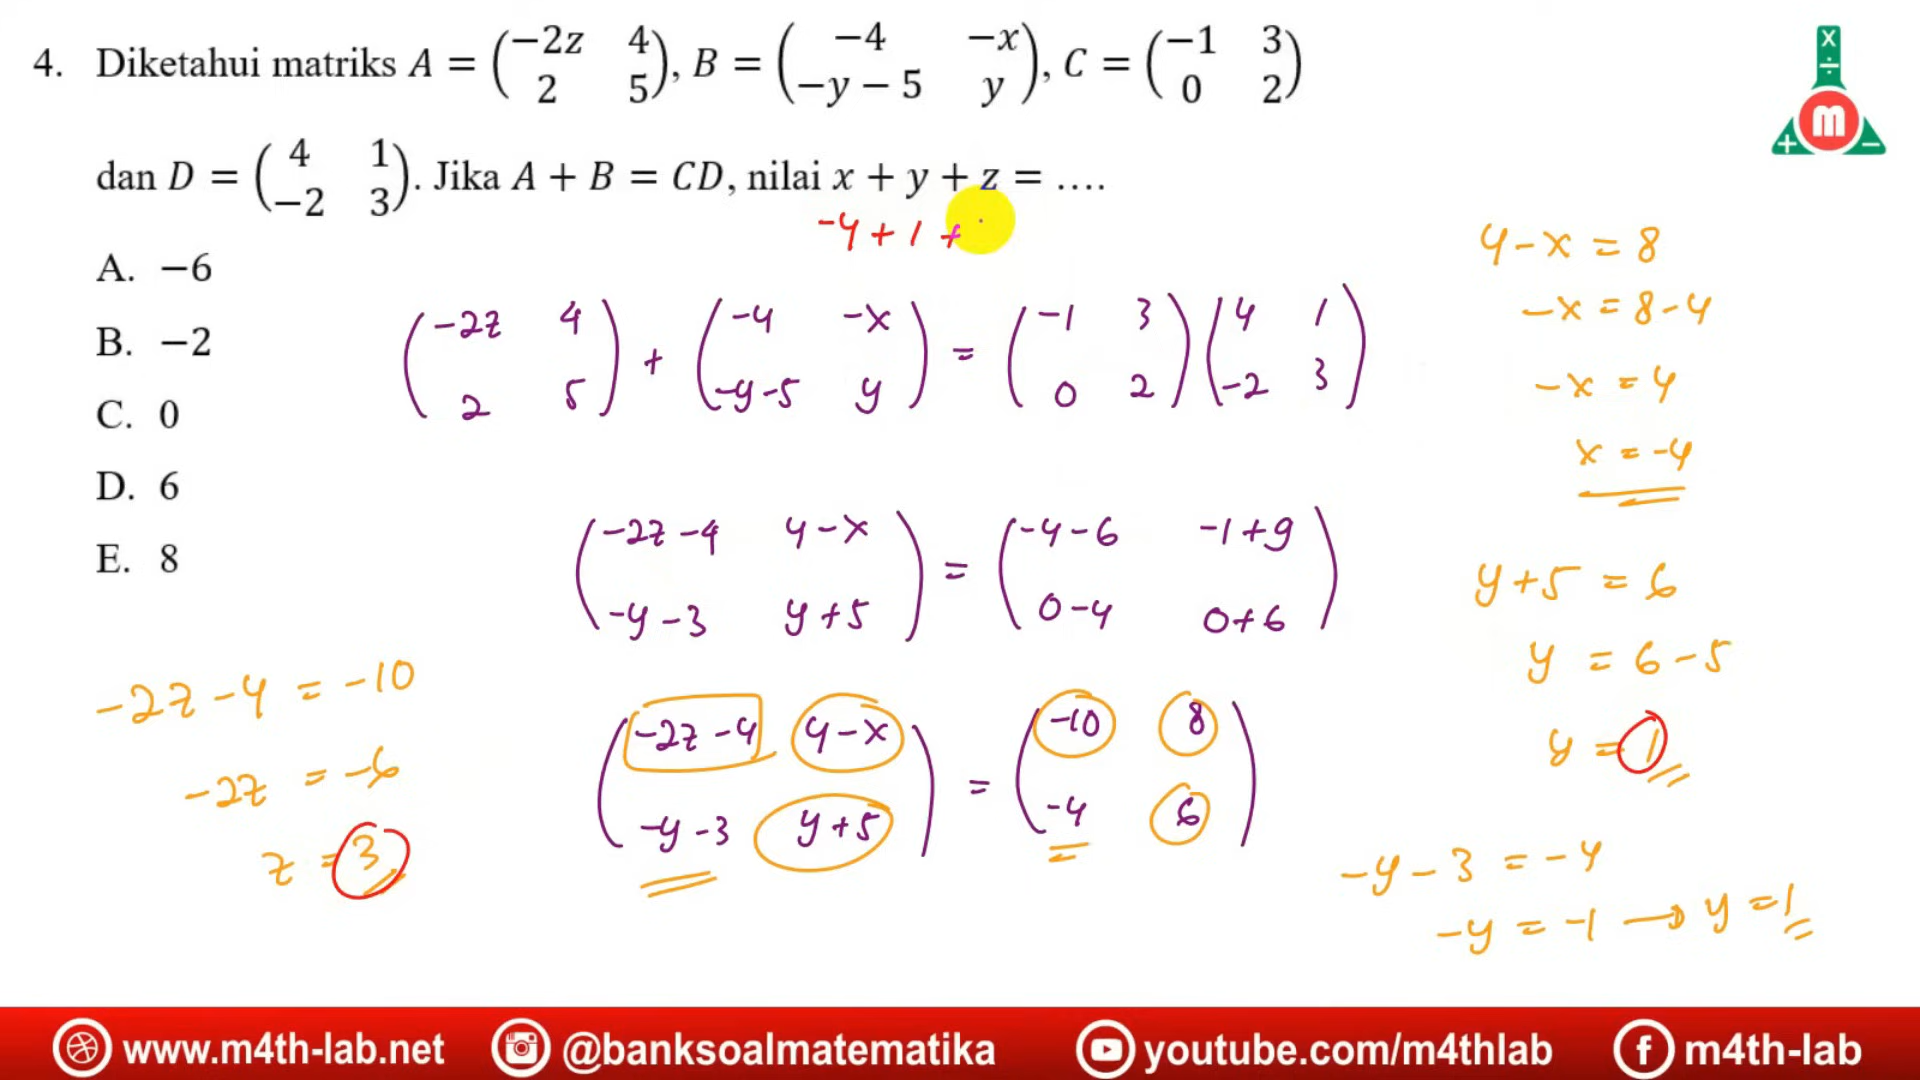 4. Diketahui matriks A = (−2z 4
2 5), B = (−4 −x
−y − 5 y), C = (−1 3
0 2)
dan D = (4 1
−2 3). Jika A + B = CD, nilai x + y + z = ....
-4 + 1 +
A. −6
B. −2
C. 0
D. 6
E. 8
(-2z 4
2 5) + (-4 -x
-y-5 y) = (-1 3
0 2) (4 1
-2 3)
(-2z-4 4-x
-y-3 y+5) = (-4-6 -1+9
0-4 0+6)
(-2z-4 4-x
-y-3 y+5) = (-10 8
-4 6)
-2z-4 = -10
-2z = -6
z = 3
4-x = 8
-x = 8-4
-x = 4
x = -4
y+5 = 6
y = 6-5
y = 1
-y-3 = -4
-y = -1 → y = 1
x
÷
m
+
−
www.m4th-lab.net
@banksoalmatematika
youtube.com/m4thlab
f m4th-lab